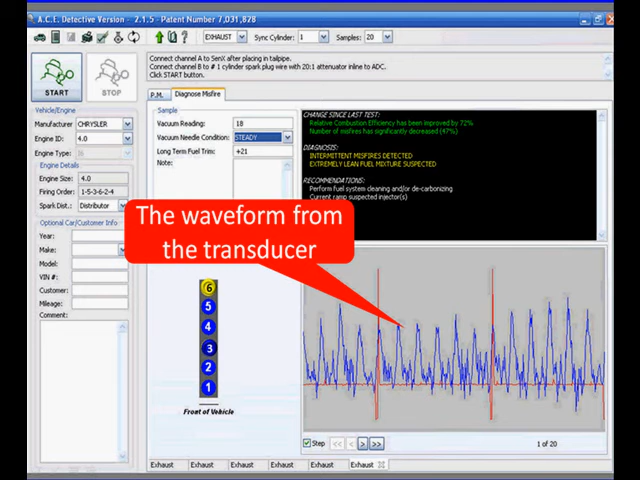 A.C.E. Detective Version - 2.1.5 - Patent Number 7,031,828
EXHAUST
Sync Cylinder:
1
Samples:
20
START
STOP
Connect channel A to SenX after placing in tailpipe.
Connect channel B to # 1 cylinder spark plug wire with 20:1 attenuator inline to ADC.
Click START button.
Vehicle/Engine
Manufacturer
CHRYSLER
Engine ID:
4.0
Engine Type:
Engine Details
Engine Size:
4.0
Firing Order:
1-5-3-6-2-4
Spark Dist.:
Distributor
Optional Car/Customer Info
Year:
Make:
Model:
VIN #:
Customer:
Mileage:
Comment:
P.M.
Diagnose Misfire
Sample
Vacuum Reading:
18
Vacuum Needle Condition:
STEADY
Long Term Fuel Trim:
+21
Note:
CHANGE SINCE LAST TEST:
Relative Combustion Efficiency has been improved by 72%
Number of misfires has significantly decreased (47%)
DIAGNOSIS:
INTERMITTENT MISFIRES DETECTED
EXTREMELY LEAN FUEL MIXTURE SUSPECTED
RECOMMENDATIONS:
Perform fuel system cleaning and/or de-carbonizing
Current ramp suspected injector(s)
The waveform from
the transducer
6
5
4
3
2
1
Front of Vehicle
Step
<<
<
>
>>
1 of 20
Exhaust
Exhaust
Exhaust
Exhaust
Exhaust
Exhaust